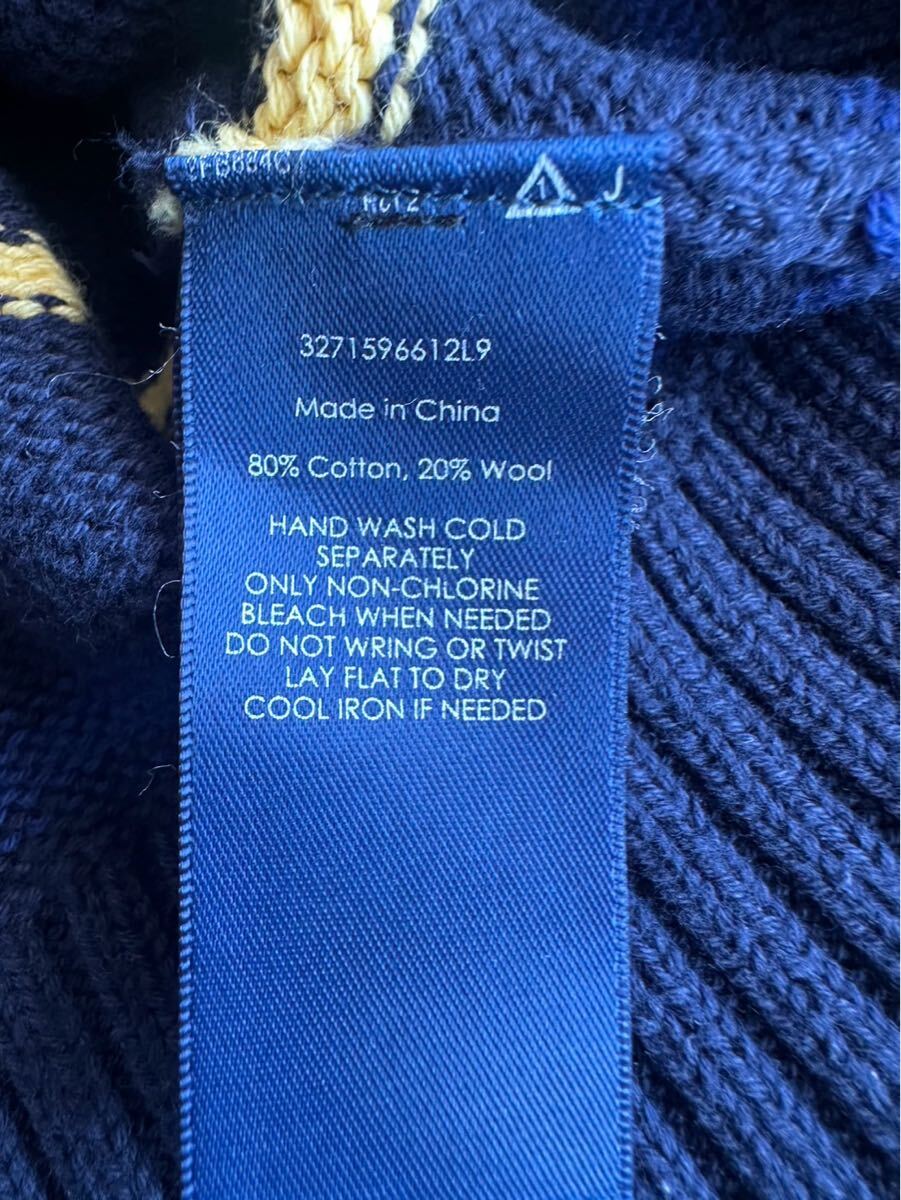 1
J
3271596612L9
Made in China
80% Cotton, 20% Wool
HAND WASH COLD
SEPARATELY
ONLY NON-CHLORINE
BLEACH WHEN NEEDED
DO NOT WRING OR TWIST
LAY FLAT TO DRY
COOL IRON IF NEEDED